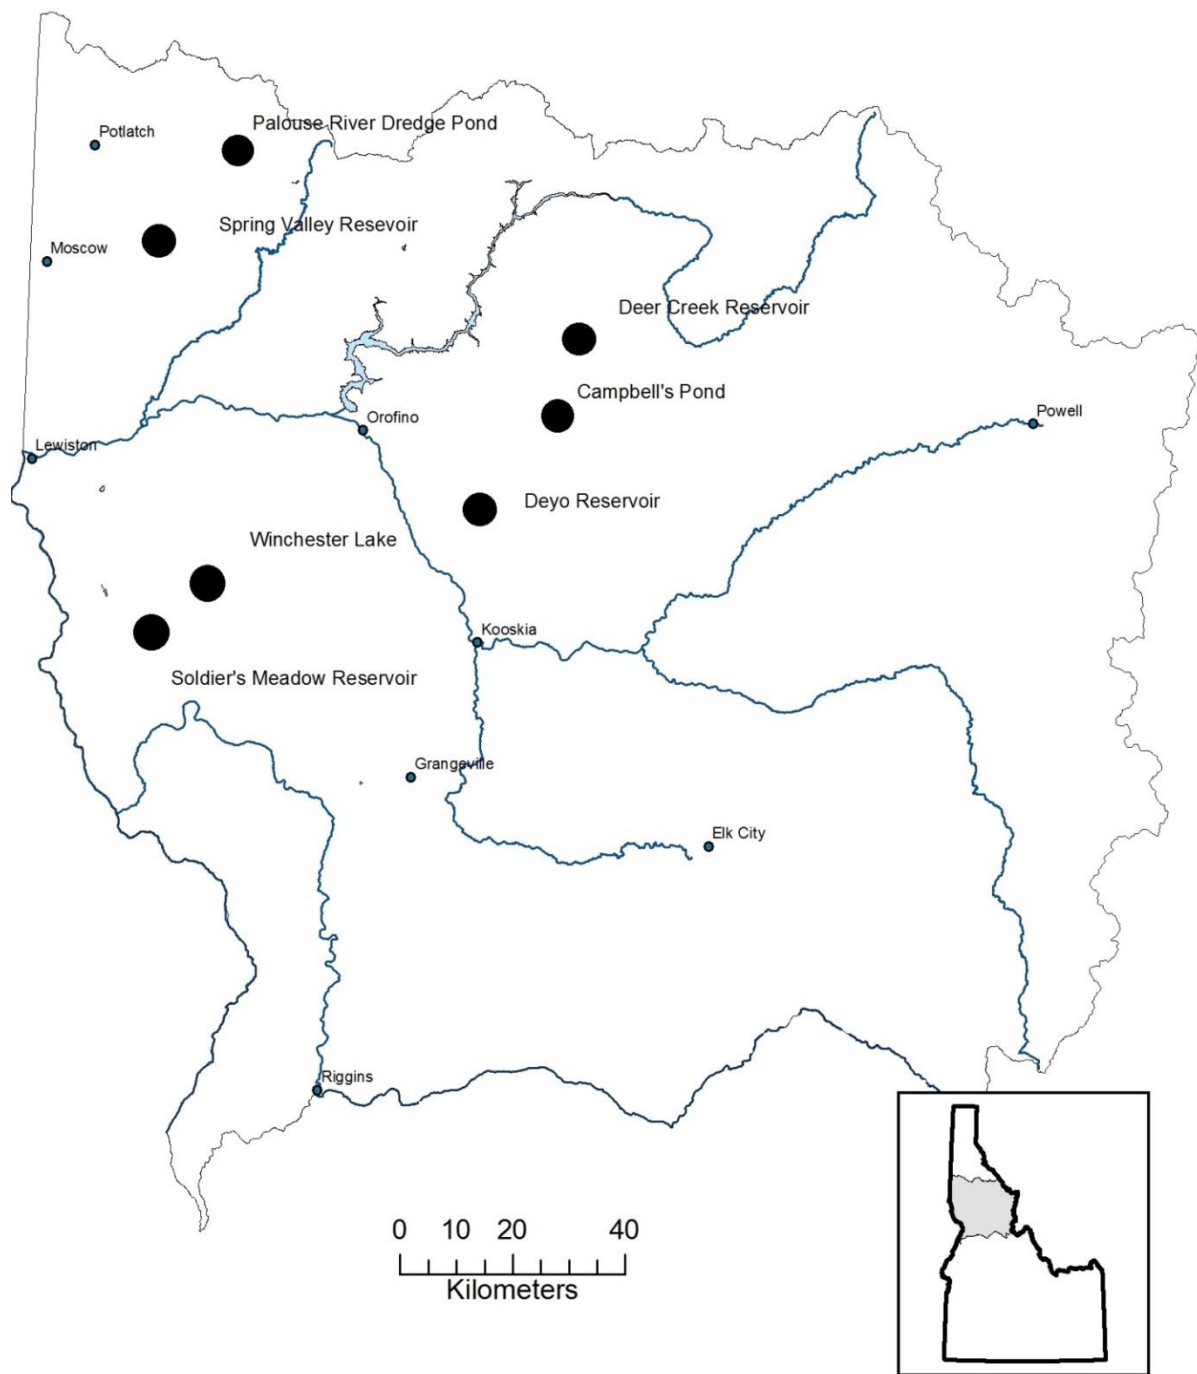 Palouse River Dredge Pond
Potlatch
Spring Valley Resevoir
Moscow
Deer Creek Reservoir
Campbell's Pond
Powell
Orofino
Lewiston
Deyo Reservoir
Winchester Lake
Kooskia
Soldier's Meadow Reservoir
Grangeville
Elk City
Riggins
0 10 20 40
Kilometers